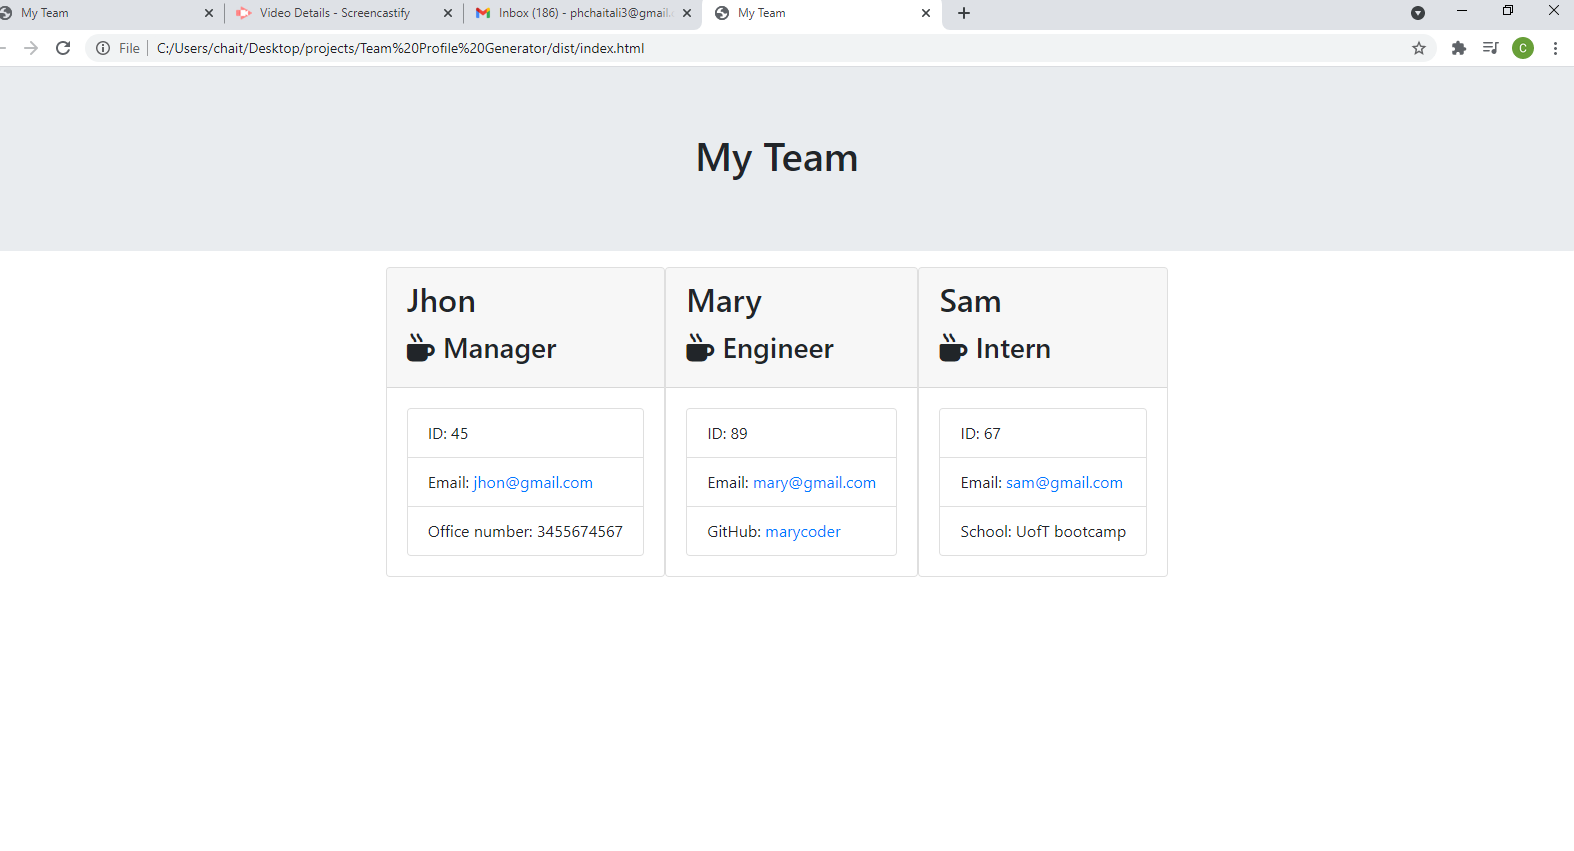 My Team
Video Details - Screencastify
Inbox (186) - phchaitali3@gmail.
My Team
File
C:/Users/chait/Desktop/projects/Team%20Profile%20Generator/dist/index.html
C
My Team
Jhon
Manager
ID: 45
Email: jhon@gmail.com
Office number: 3455674567
Mary
Engineer
ID: 89
Email: mary@gmail.com
GitHub: marycoder
Sam
Intern
ID: 67
Email: sam@gmail.com
School: UofT bootcamp